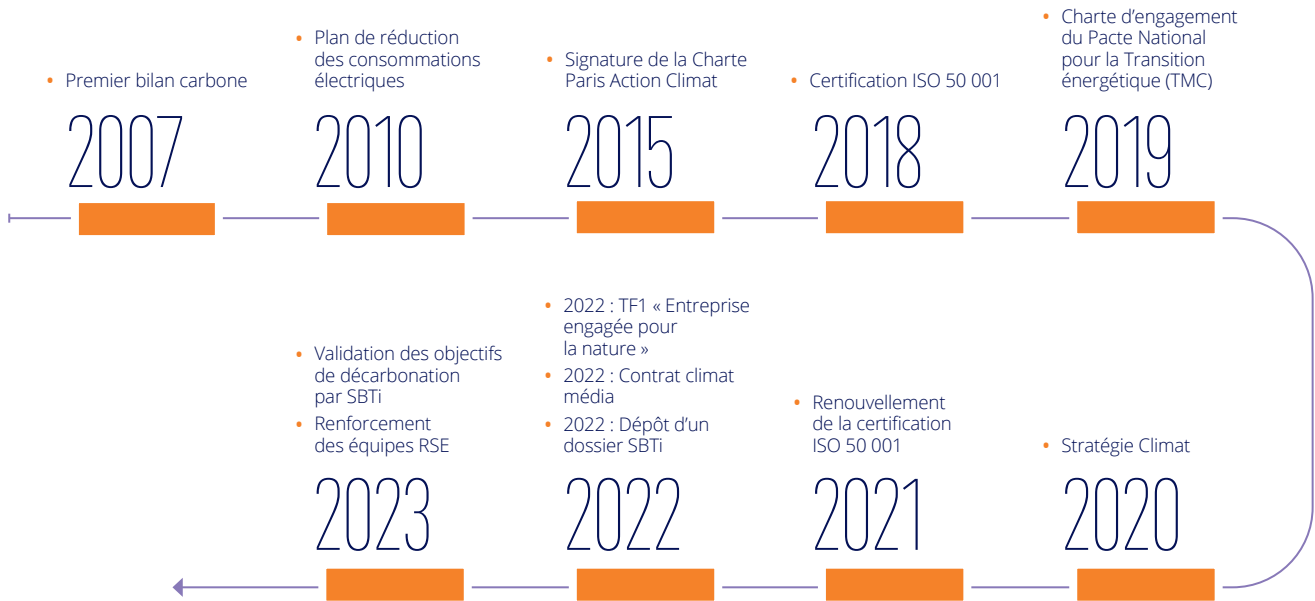 • Premier bilan carbone
2007
• Plan de réduction
des consommations
électriques
2010
• Signature de la Charte
Paris Action Climat
2015
• Certification ISO 50 001
2018
• Charte d’engagement
du Pacte National
pour la Transition
énergétique (TMC)
2019
• Stratégie Climat
2020
• Renouvellement
de la certification
ISO 50 001
2021
• 2022 : TF1 « Entreprise
engagée pour
la nature »
• 2022 : Contrat climat
média
• 2022 : Dépôt d’un
dossier SBTi
2022
• Validation des objectifs
de décarbonation
par SBTi
• Renforcement
des équipes RSE
2023